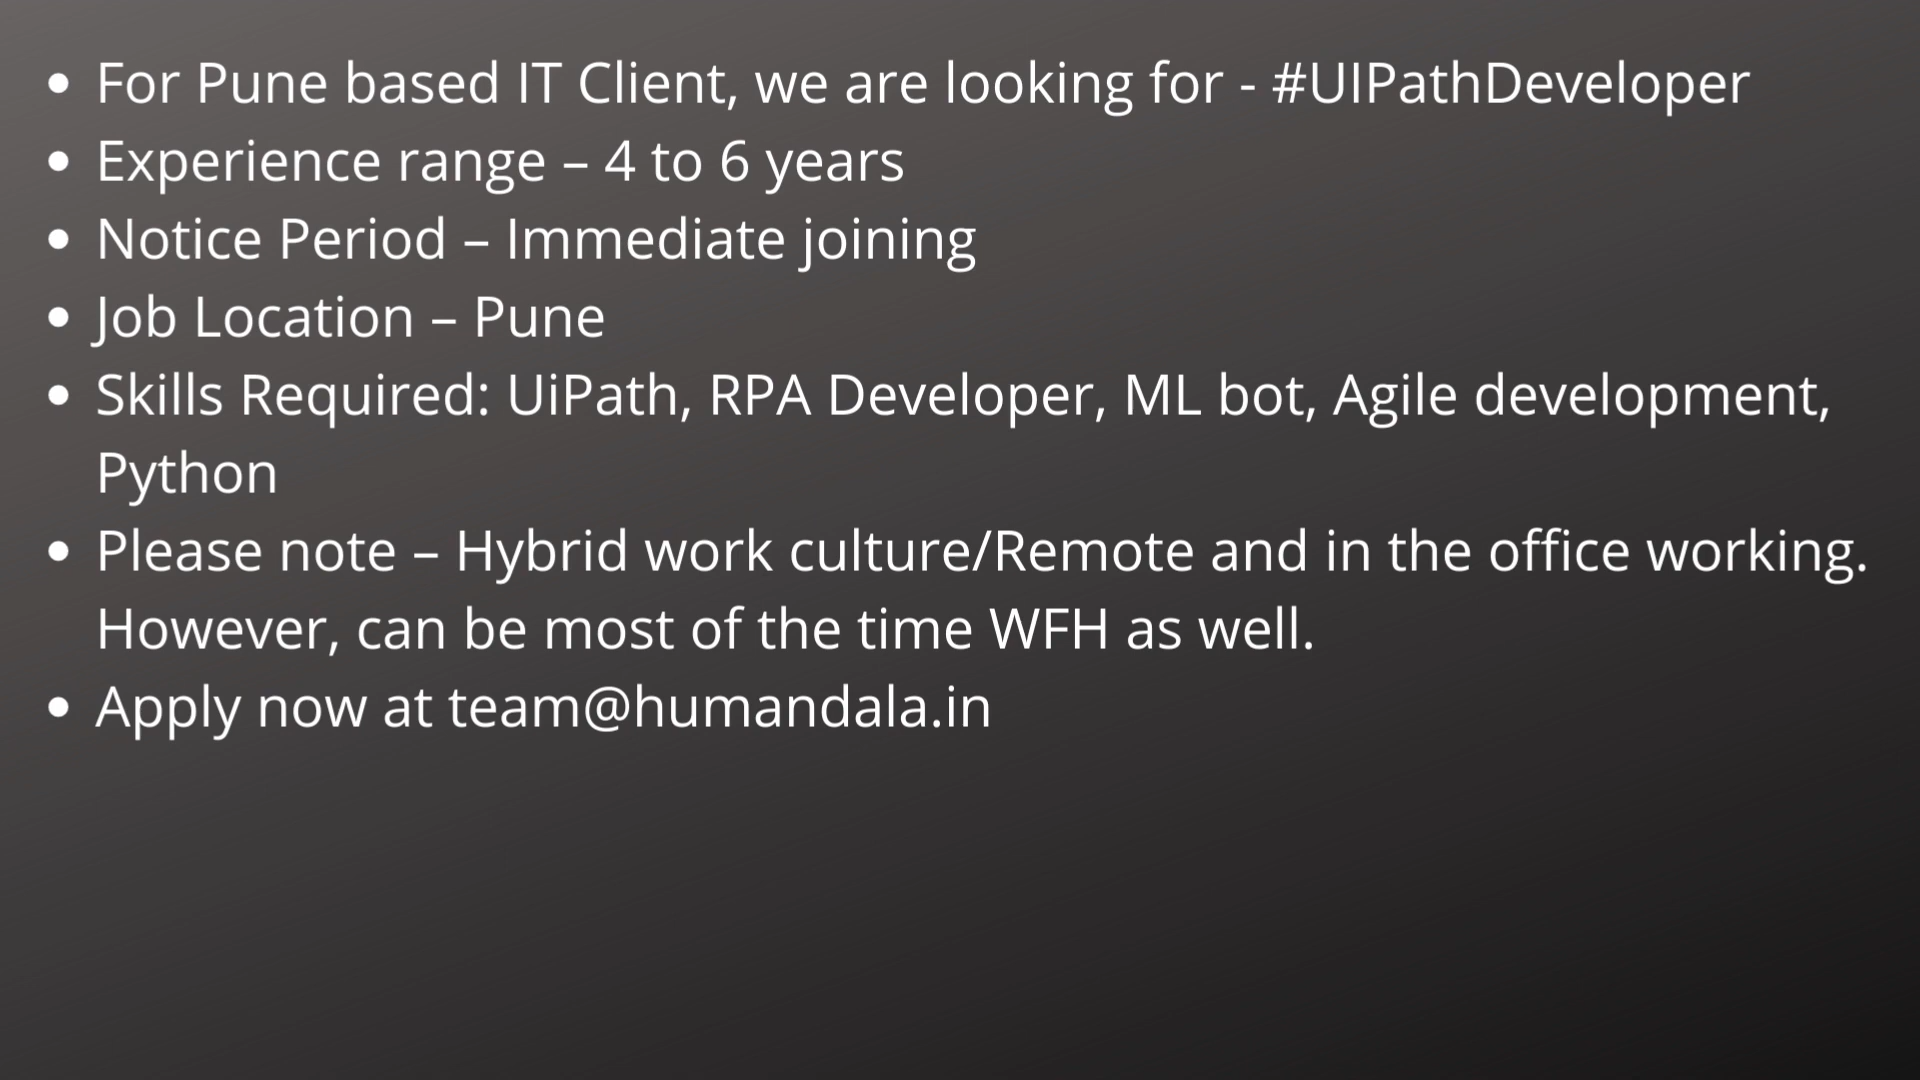 • For Pune based IT Client, we are looking for - #UIPathDeveloper
• Experience range – 4 to 6 years
• Notice Period – Immediate joining
• Job Location – Pune
• Skills Required: UiPath, RPA Developer, ML bot, Agile development,
Python
• Please note – Hybrid work culture/Remote and in the office working.
However, can be most of the time WFH as well.
• Apply now at team@humandala.in